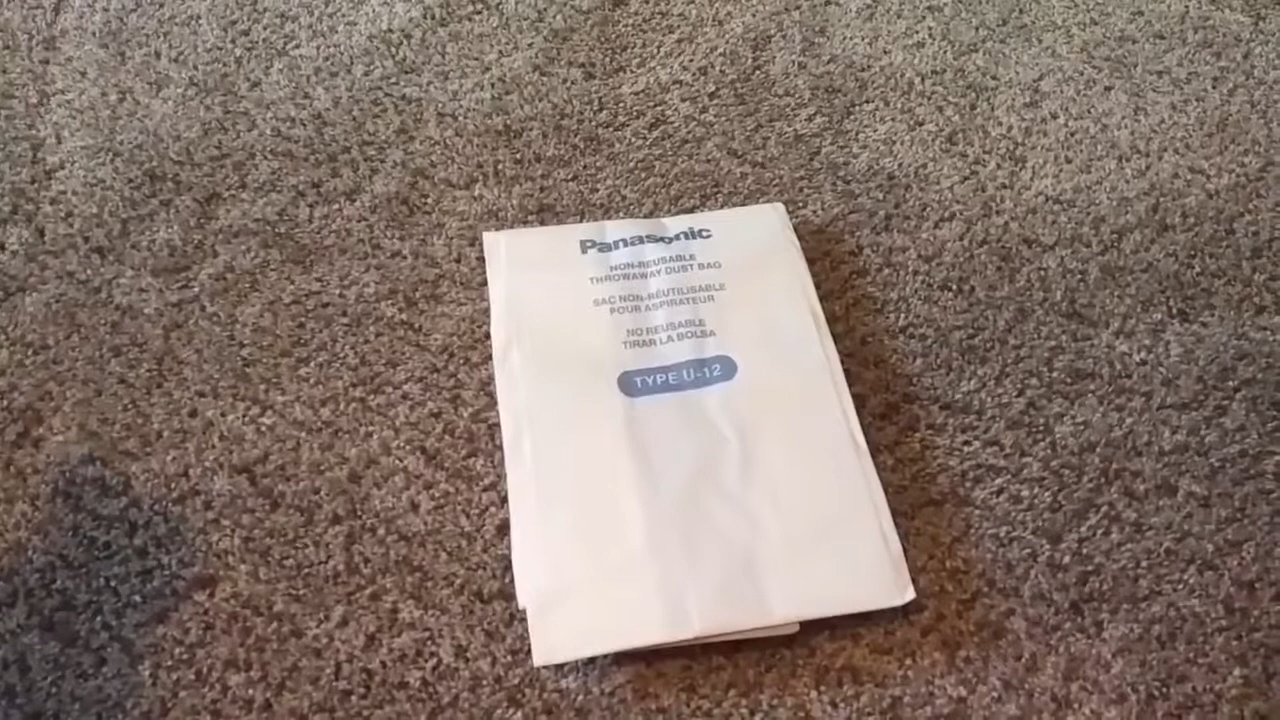 Panasonic
NON-REUSABLE
THROWAWAY DUST BAG
SAC NON-RÉUTILISABLE
POUR ASPIRATEUR
NO REUSABLE
TIRAR LA BOLSA
TYPE U-12